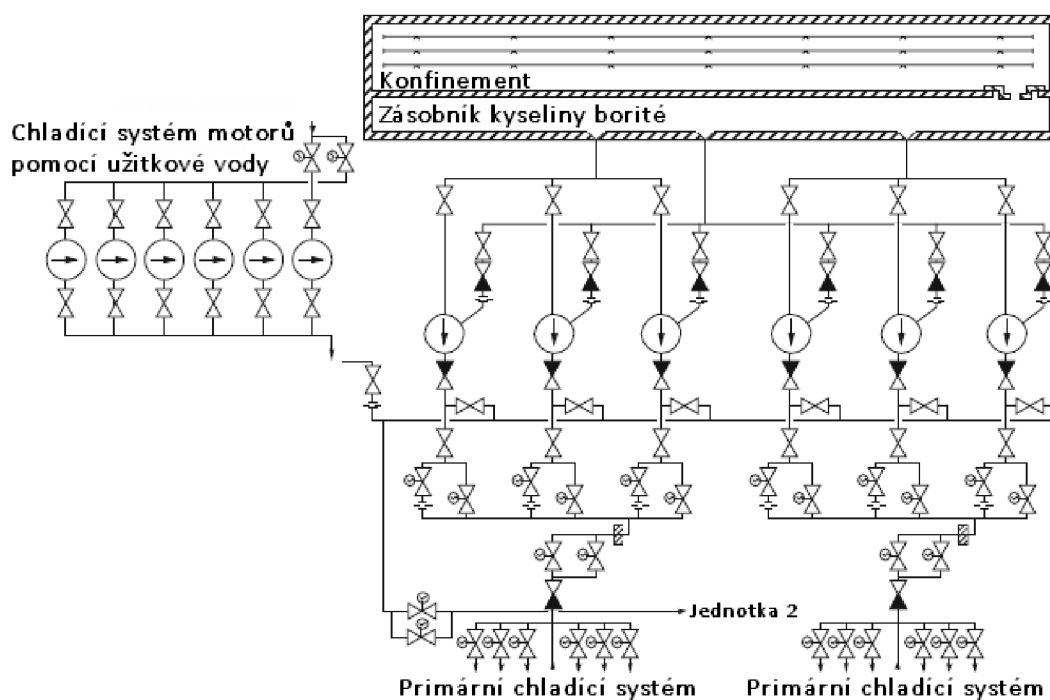 Konfinement
Zásobník kyseliny borité
Chladící systém motorů
pomocí užitkové vody
Jednotka 2
Primární chladící systém
Primární chladící systém